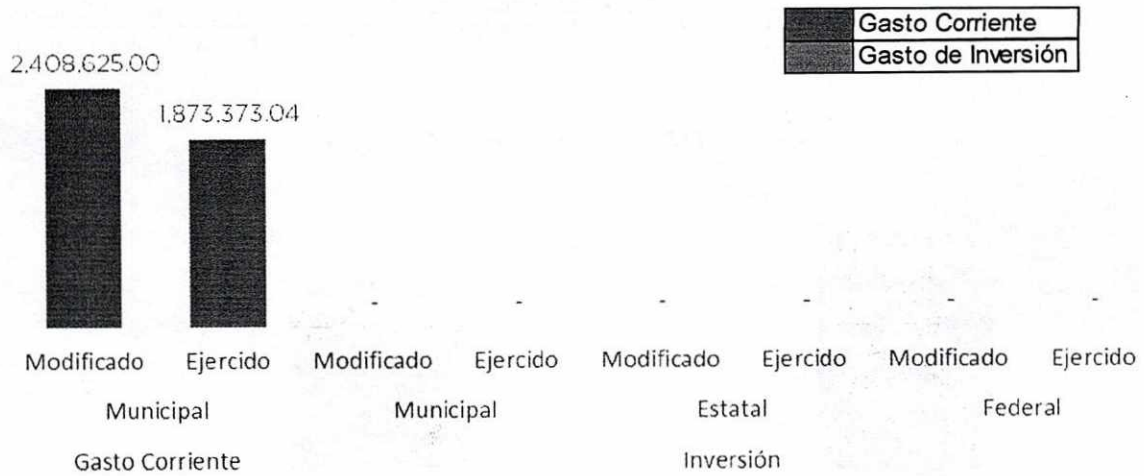 Gasto Corriente
Gasto de Inversión
2,408,625.00
1,873,373.04
- - - - - -
Modificado Ejercido Modificado Ejercido Modificado Ejercido Modificado Ejercido
Municipal Municipal Estatal Federal
Gasto Corriente Inversión